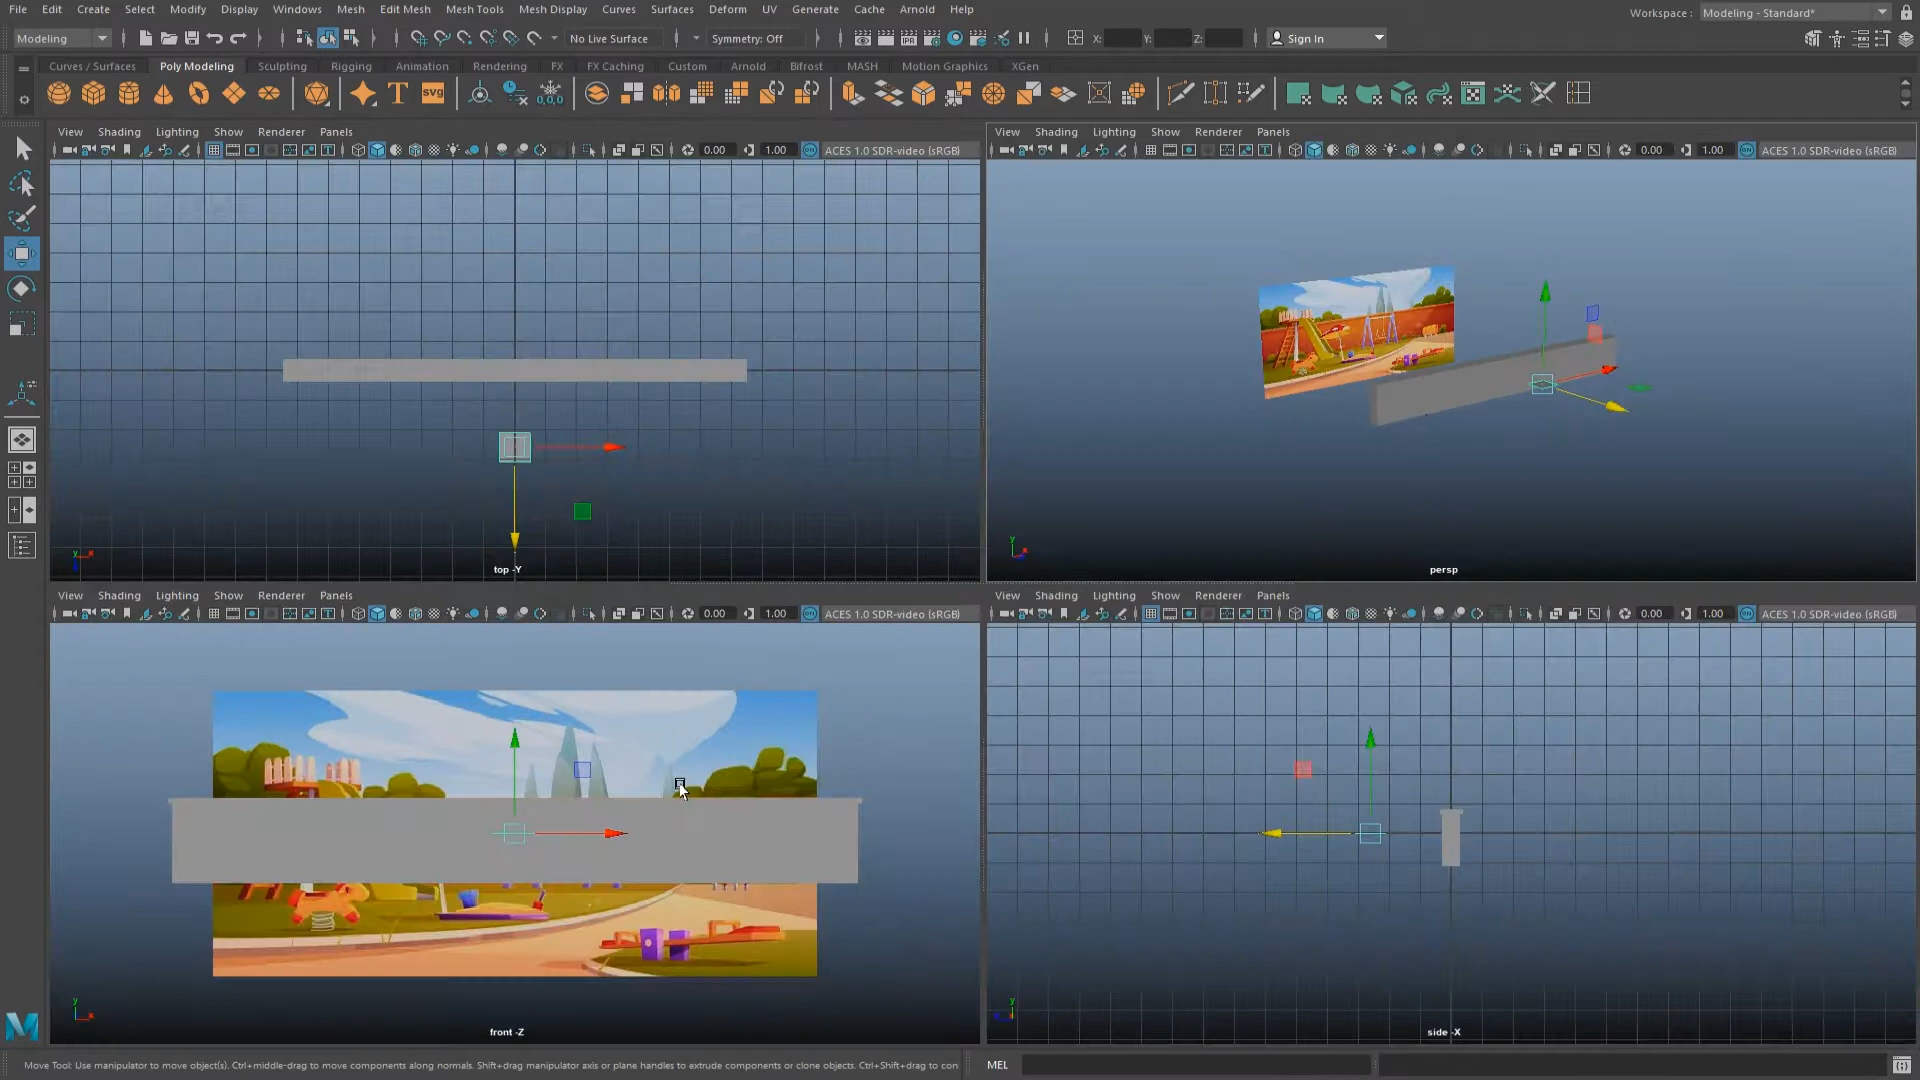 File Edit Create Select Modify Display Windows Mesh Edit Mesh Mesh Tools Mesh Display Curves Surfaces Deform UV Generate Cache Arnold Help
Workspace : Modeling - Standard*
Modeling No Live Surface Symmetry: Off X: Y: Z: Sign In
Curves / Surfaces Poly Modeling Sculpting Rigging Animation Rendering FX FX Caching Custom Arnold Bifrost MASH Motion Graphics XGen
T svg 0,0,0
View Shading Lighting Show Renderer Panels
0.00 1.00 ON ACES 1.0 SDR-video (sRGB)
y x
top -Y
View Shading Lighting Show Renderer Panels
0.00 1.00 ON ACES 1.0 SDR-video (sRGB)
y x
persp
View Shading Lighting Show Renderer Panels
0.00 1.00 ON ACES 1.0 SDR-video (sRGB)
y x
front -Z
View Shading Lighting Show Renderer Panels
0.00 1.00 ON ACES 1.0 SDR-video (sRGB)
y
side -X
Move Tool: Use manipulator to move object(s). Ctrl+middle-drag to move components along normals. Shift+drag manipulator axis or plane handles to extrude components or clone objects. Ctrl+Shift+drag to con
MEL